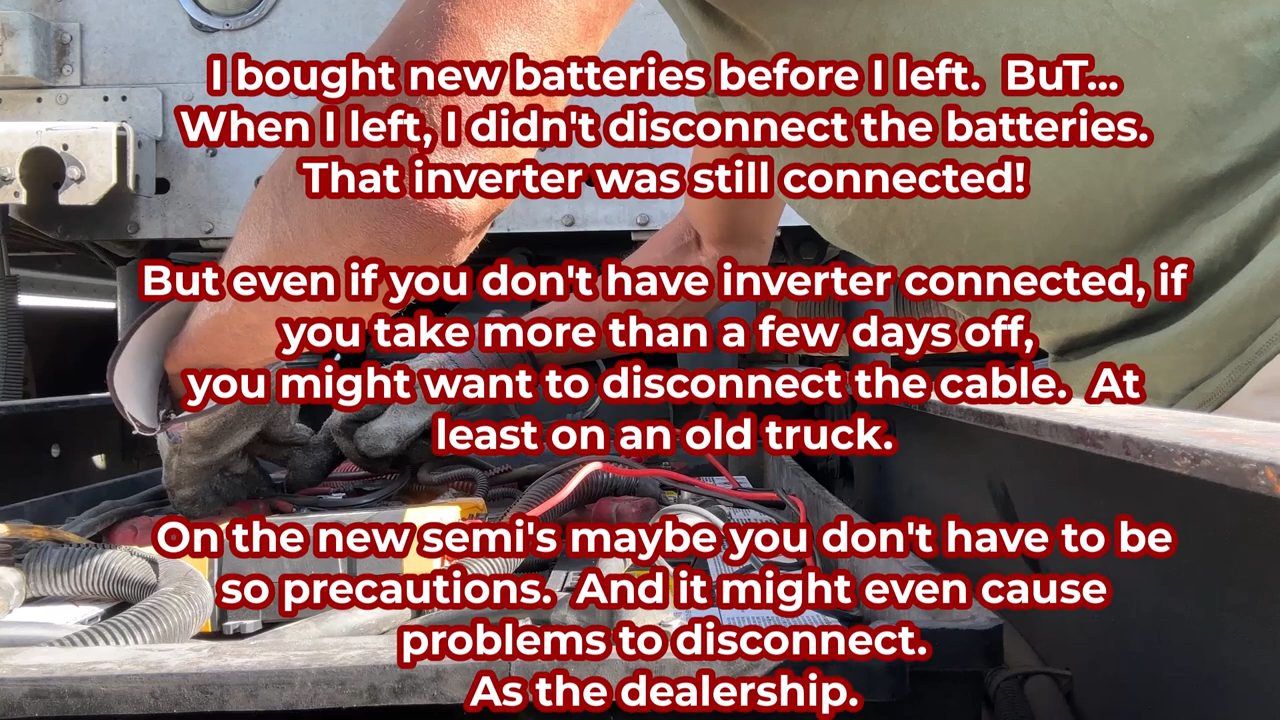 I bought new batteries before I left.  BuT...
When I left, I didn't disconnect the batteries.
That inverter was still connected!
But even if you don't have inverter connected, if
you take more than a few days off,
you might want to disconnect the cable.  At
least on an old truck.
On the new semi's maybe you don't have to be
so precautions.  And it might even cause
problems to disconnect.
As the dealership.